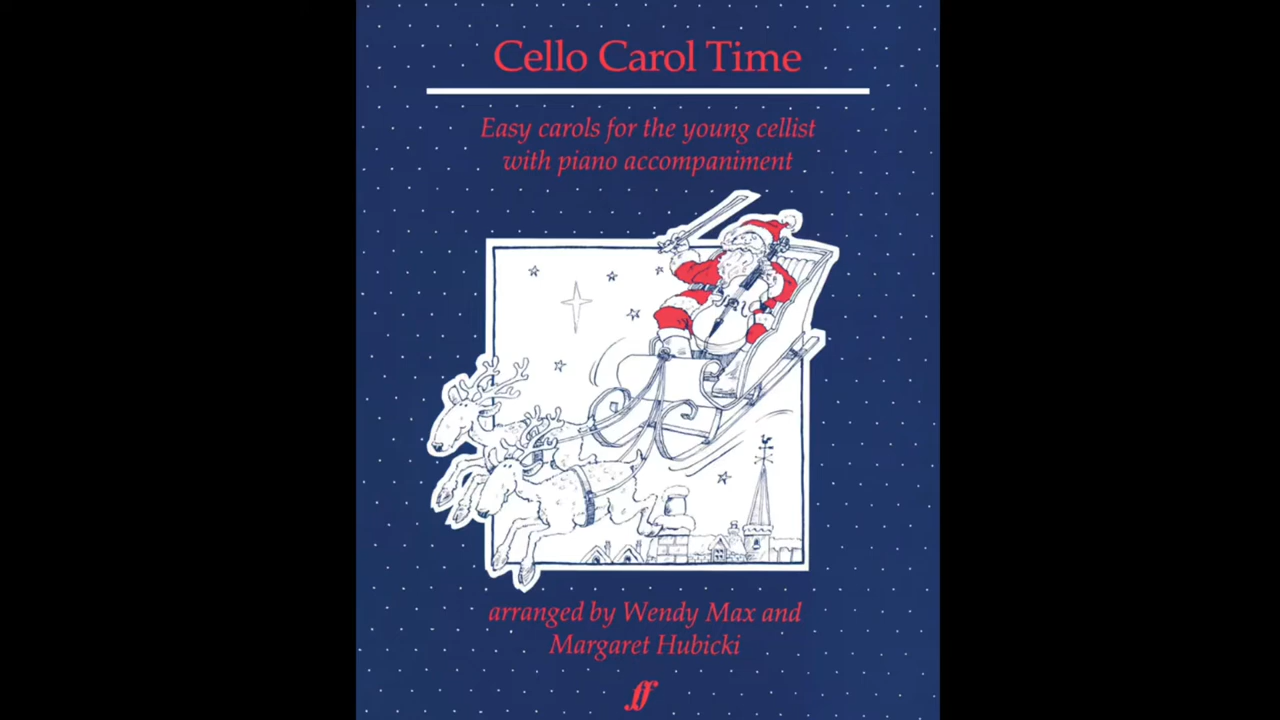 Cello Carol Time
Easy carols for the young cellist
with piano accompaniment
arranged by Wendy Max and
Margaret Hubicki
ff